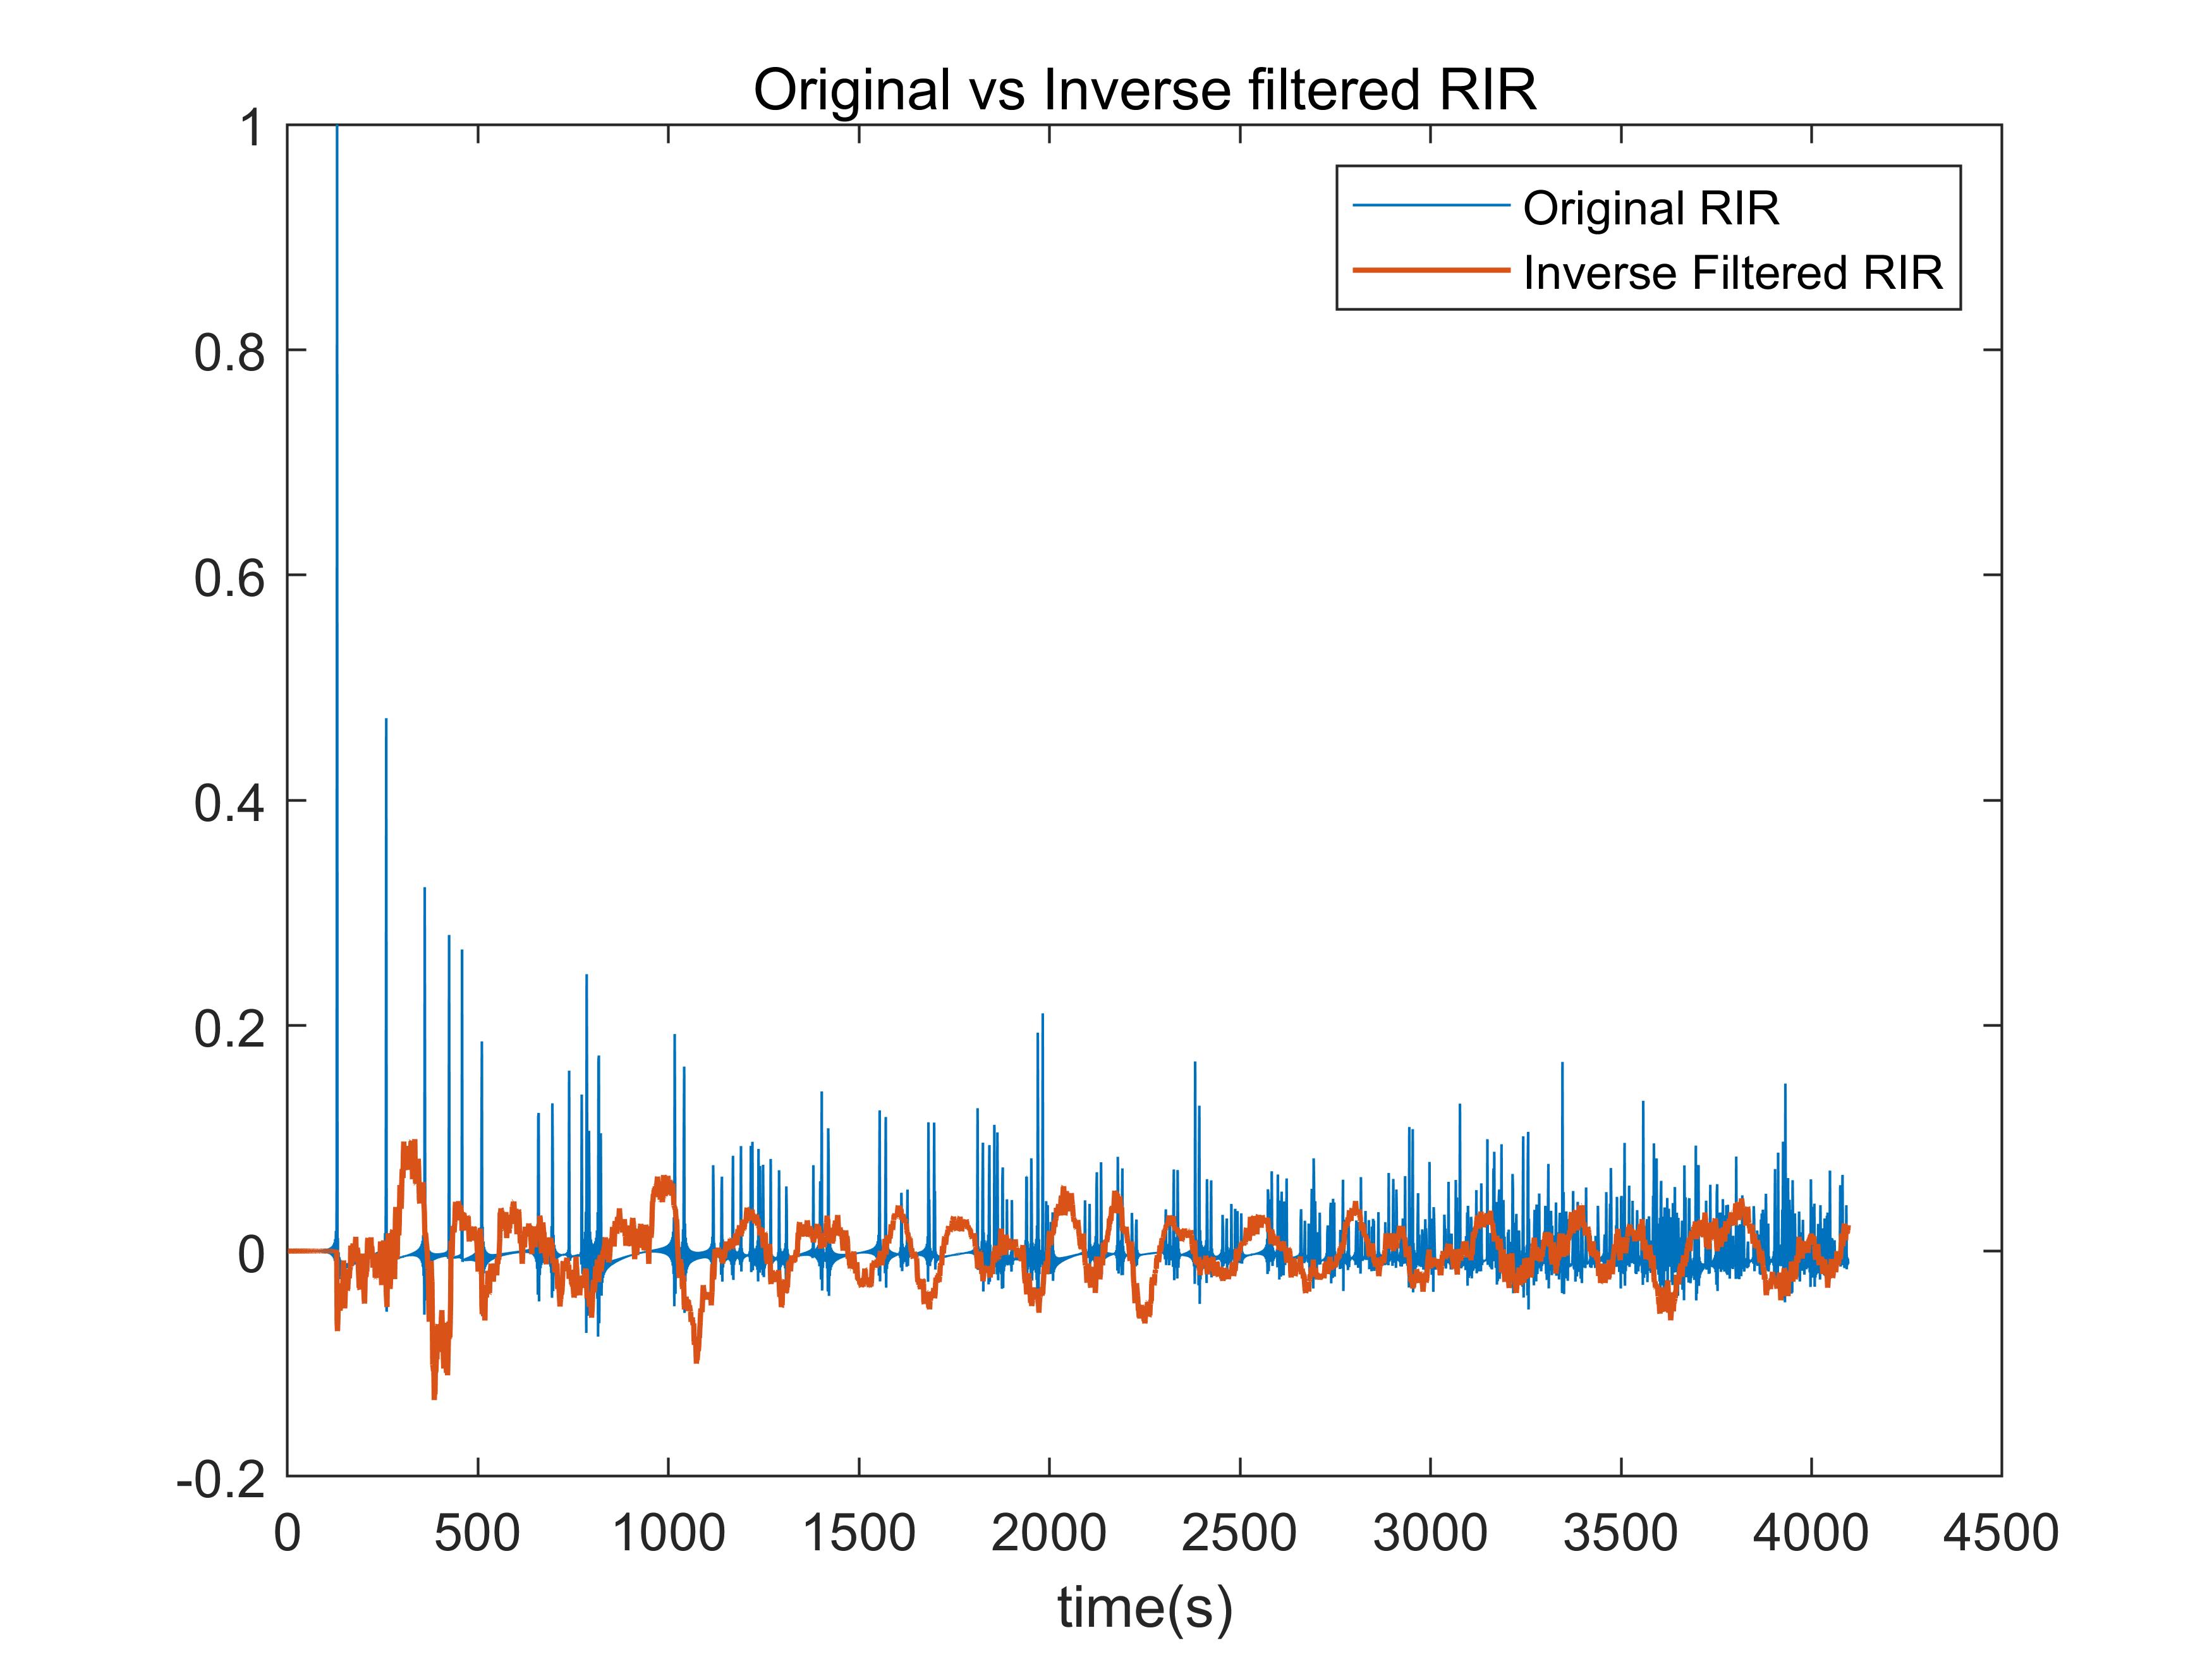 Original vs Inverse filtered RIR
1
0.8
0.6
0.4
0.2
0
-0.2
Original RIR
Inverse Filtered RIR
0 500 1000 1500 2000 2500 3000 3500 4000 4500
time(s)